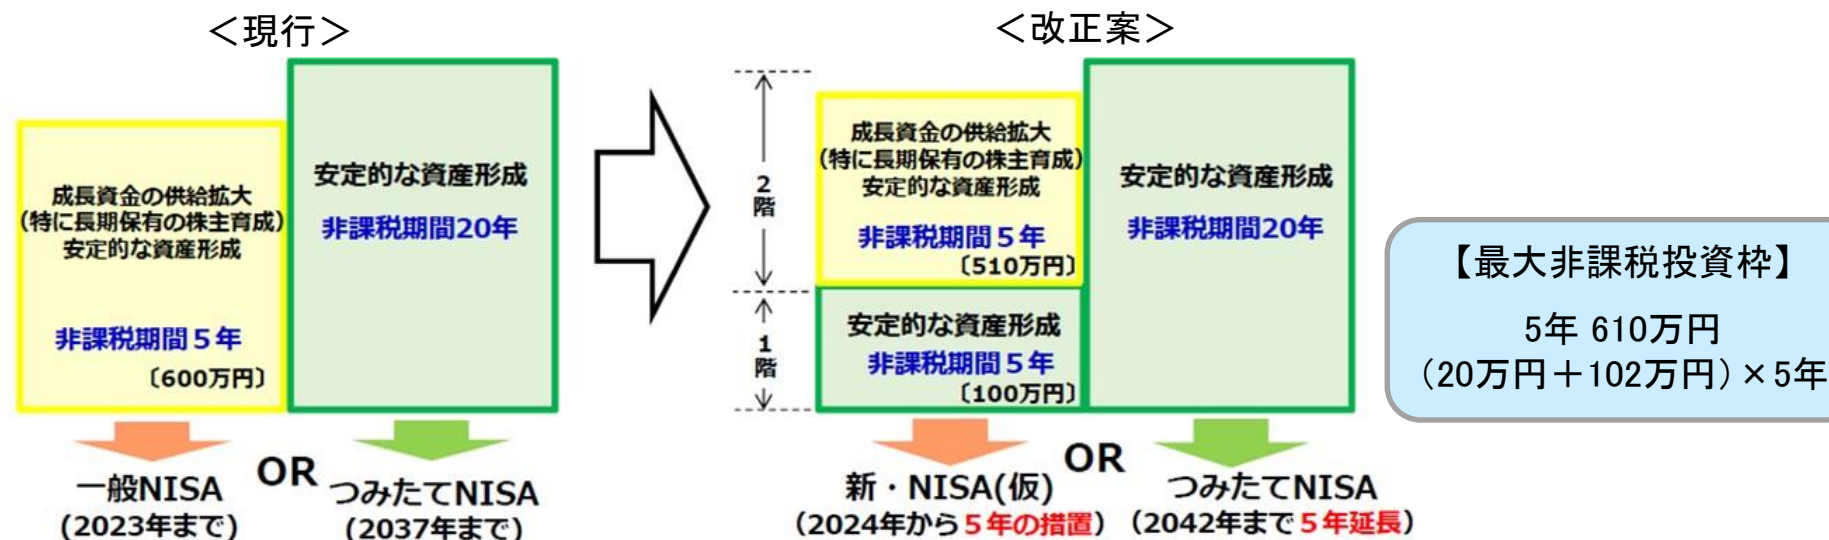 ＜現行＞
成長資金の供給拡大
（特に長期保有の株主育成）
安定的な資産形成
非課税期間５年
〔600万円〕
安定的な資産形成
非課税期間20年
一般NISA
(2023年まで)
OR
つみたてNISA
(2037年まで)
＜改正案＞
2
階
1
階
成長資金の供給拡大
（特に長期保有の株主育成）
安定的な資産形成
非課税期間５年
〔510万円〕
安定的な資産形成
非課税期間５年
〔100万円〕
安定的な資産形成
非課税期間20年
新・NISA(仮)
（2024年から５年の措置）
OR
つみたてNISA
（2042年まで５年延長）
【最大非課税投資枠】
5年 610万円
（20万円＋102万円）×5年